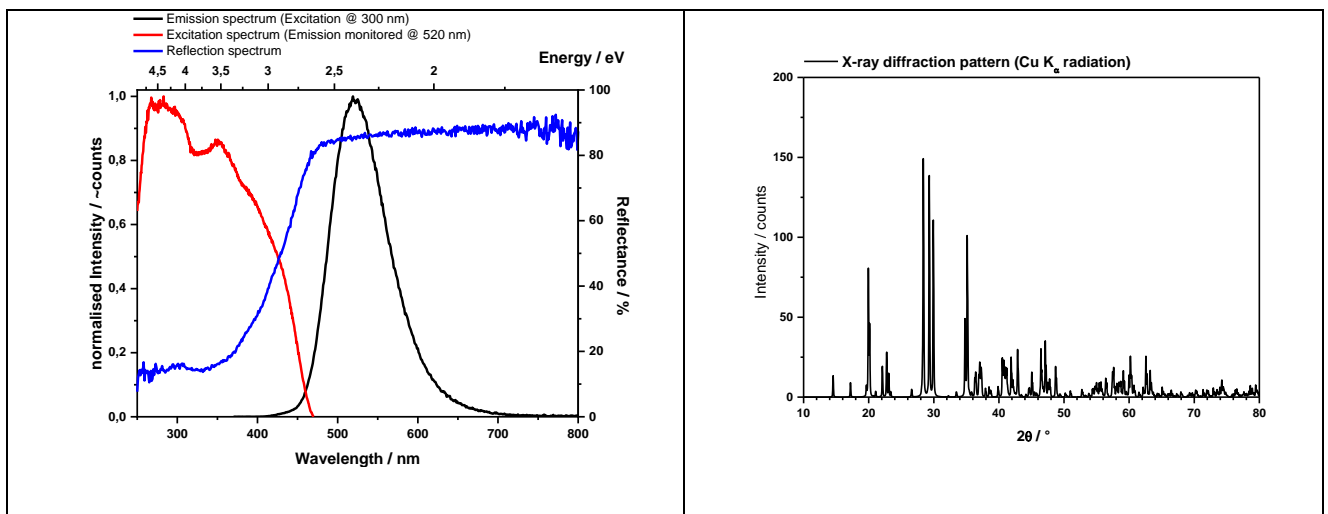 Emission spectrum (Excitation @ 300 nm)
Excitation spectrum (Emission monitored @ 520 nm)
Reflection spectrum
Energy / eV
4,5 4 3,5 3 2,5 2
1,0
0,8
0,6
0,4
0,2
0,0
normalised Intensity / ~counts
100
80
60
40
20
0
Reflectance / %
300 400 500 600 700 800
Wavelength / nm
X-ray diffraction pattern (Cu Kα radiation)
200
150
100
50
0
Intensity / counts
10 20 30 40 50 60 70 80
2θ / °